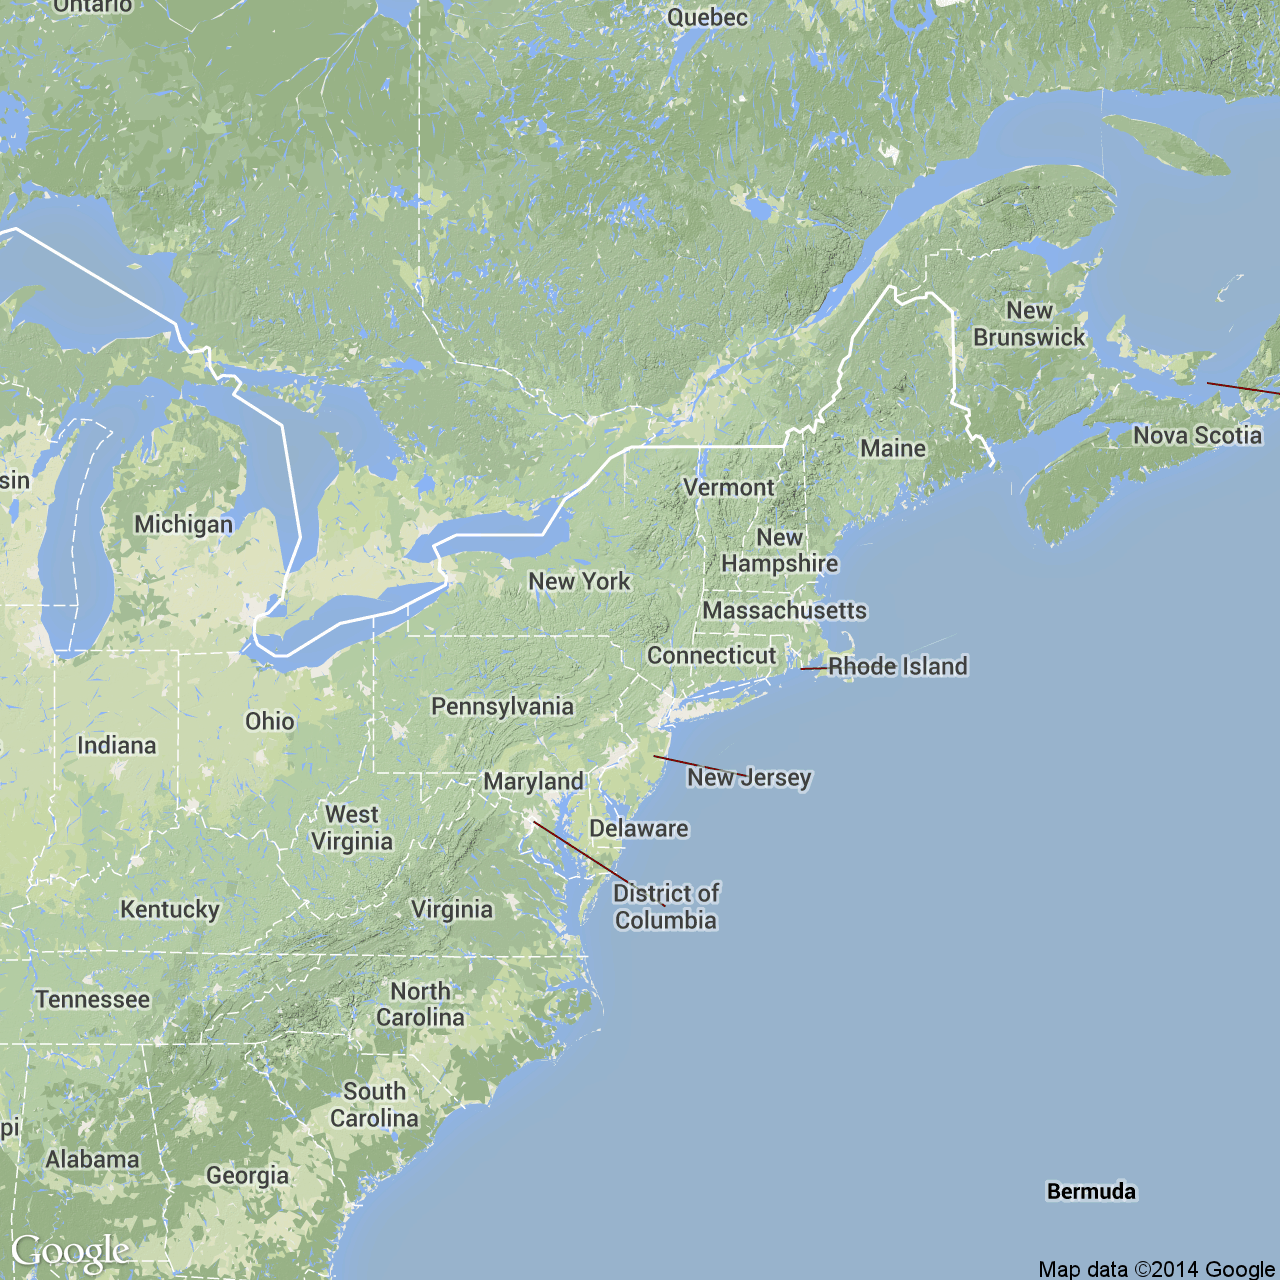 Ontario
Quebec
New
Brunswick
Nova Scotia
Maine
sin
Vermont
Michigan
New
Hampshire
New York
Massachusetts
Connecticut
Rhode Island
Pennsylvania
Ohio
Indiana
Maryland
New Jersey
West
Virginia
Delaware
District of
Columbia
Kentucky
Virginia
Tennessee
North
Carolina
South
Carolina
pi
Alabama
Georgia
Bermuda
Google
Map data ©2014 Google